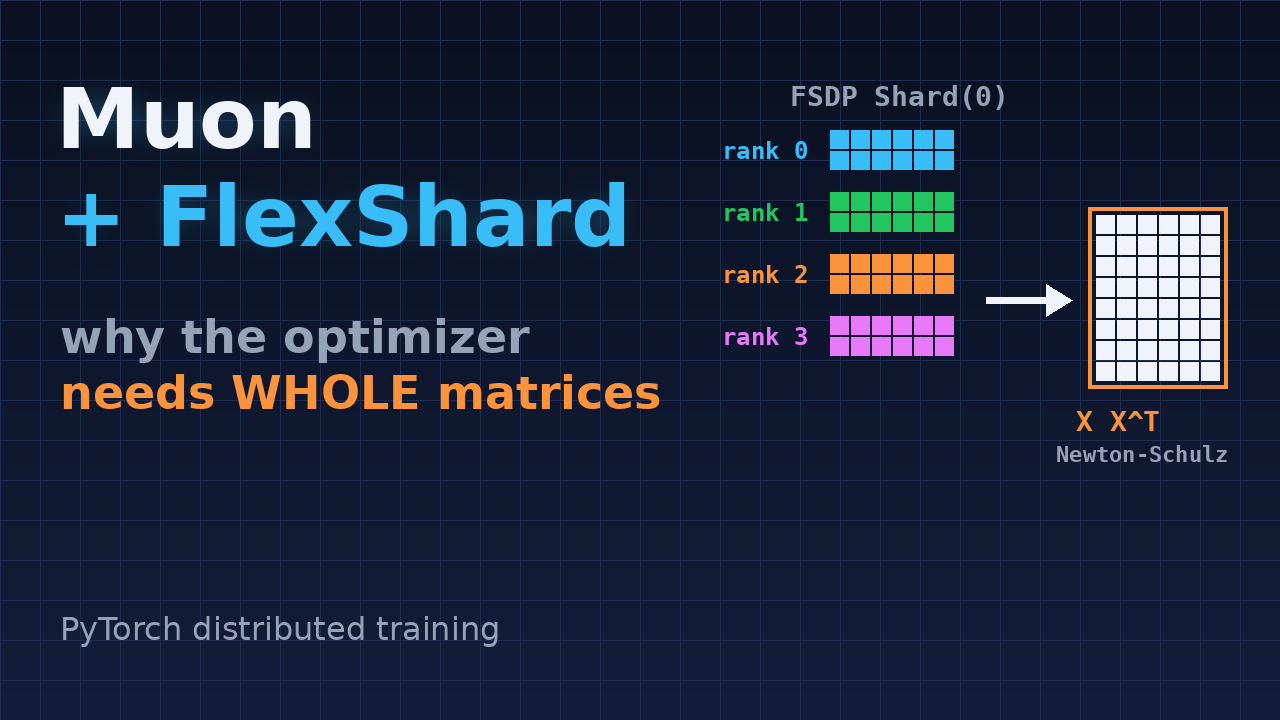 Muon
+ FlexShard
why the optimizer
needs WHOLE matrices
PyTorch distributed training
FSDP Shard(0)
rank 0
rank 1
rank 2
rank 3
X X^T
Newton-Schulz